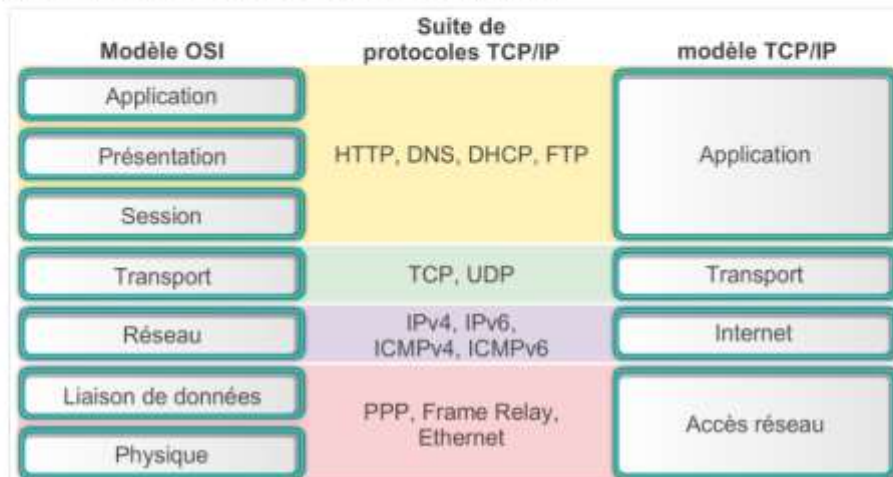 Modèle OSI
Suite de
protocoles TCP/IP
modèle TCP/IP
Application
Présentation
Session
HTTP, DNS, DHCP, FTP
Application
Transport
TCP, UDP
Transport
Réseau
IPv4, IPv6,
ICMPv4, ICMPv6
Internet
Liaison de données
Physique
PPP, Frame Relay,
Ethernet
Accès réseau